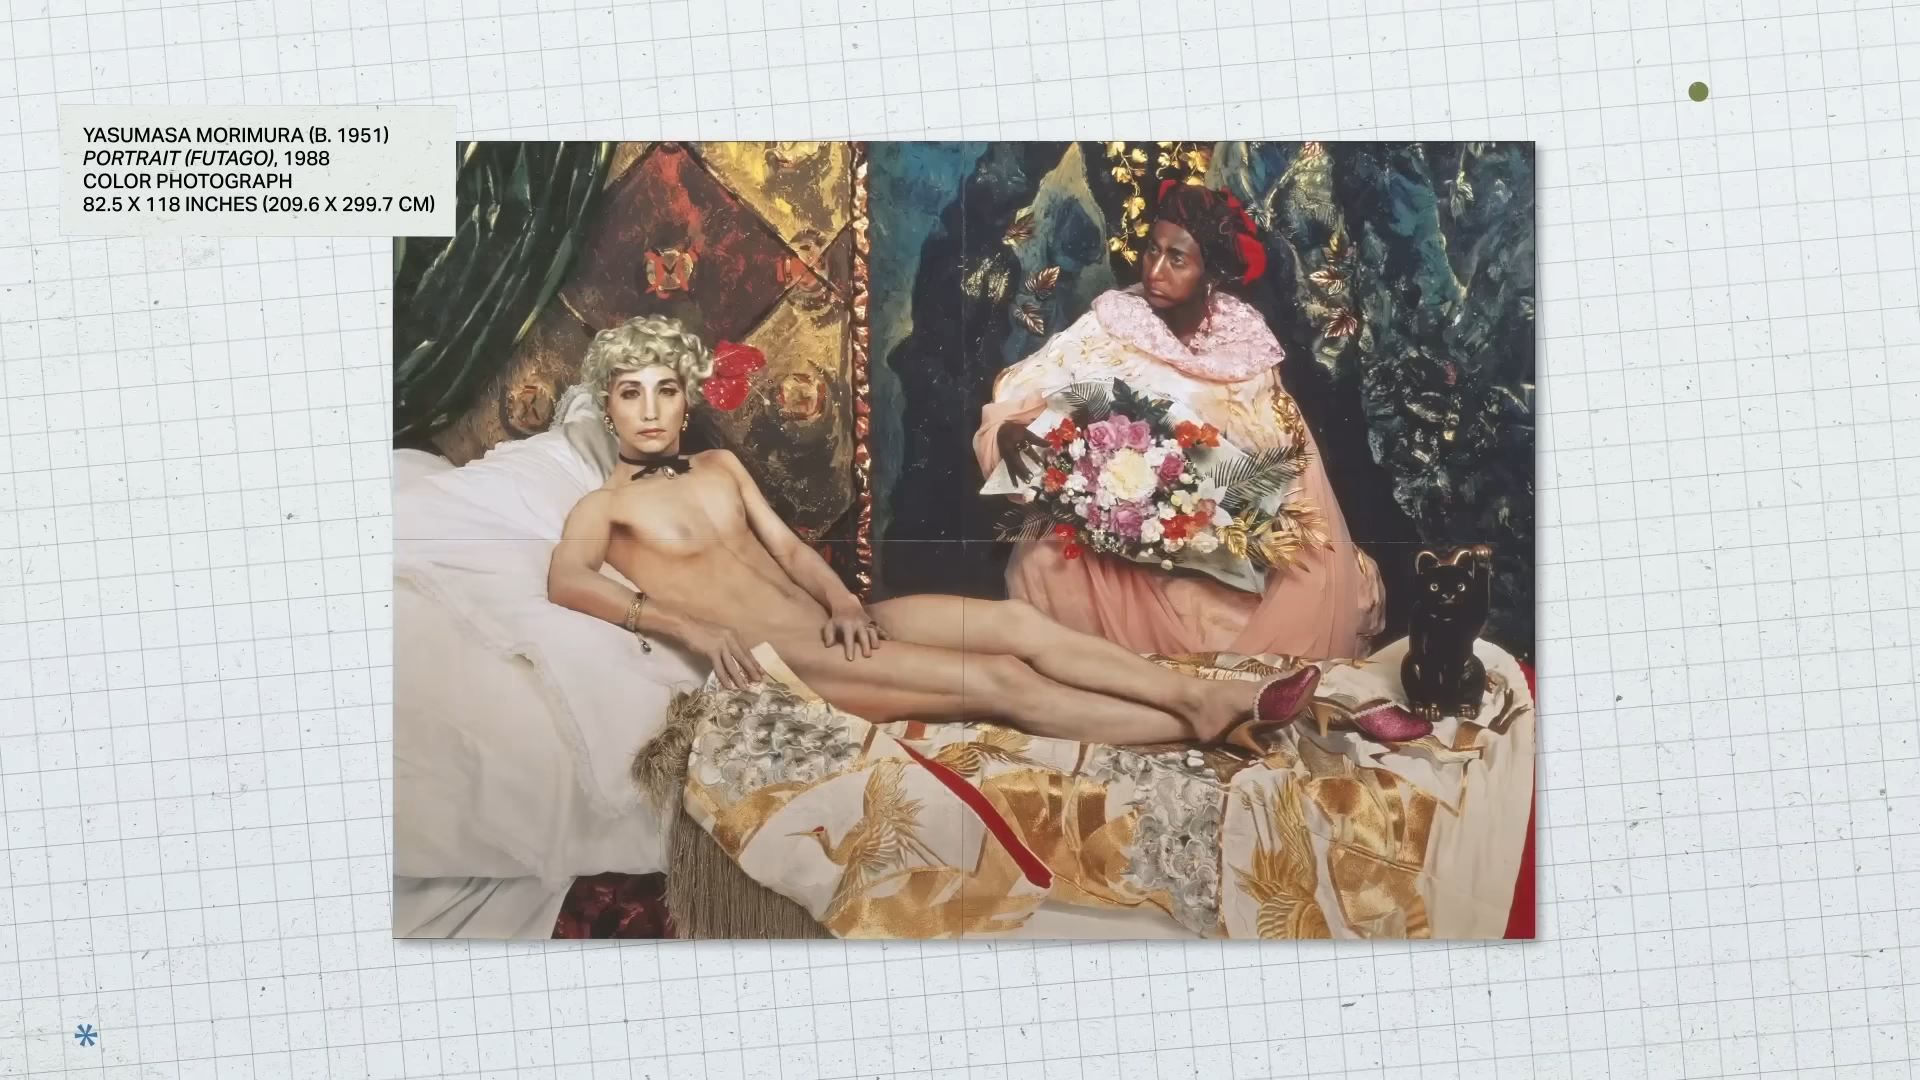 YASUMASA MORIMURA (B. 1951)
PORTRAIT (FUTAGO), 1988
COLOR PHOTOGRAPH
82.5 X 118 INCHES (209.6 X 299.7 CM)